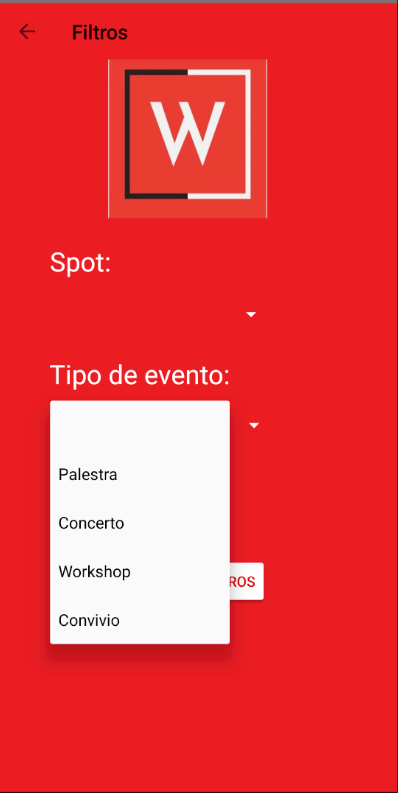 Filtros
W
Spot:
Tipo de evento:
Palestra
Concerto
Workshop
ROS
Convivio